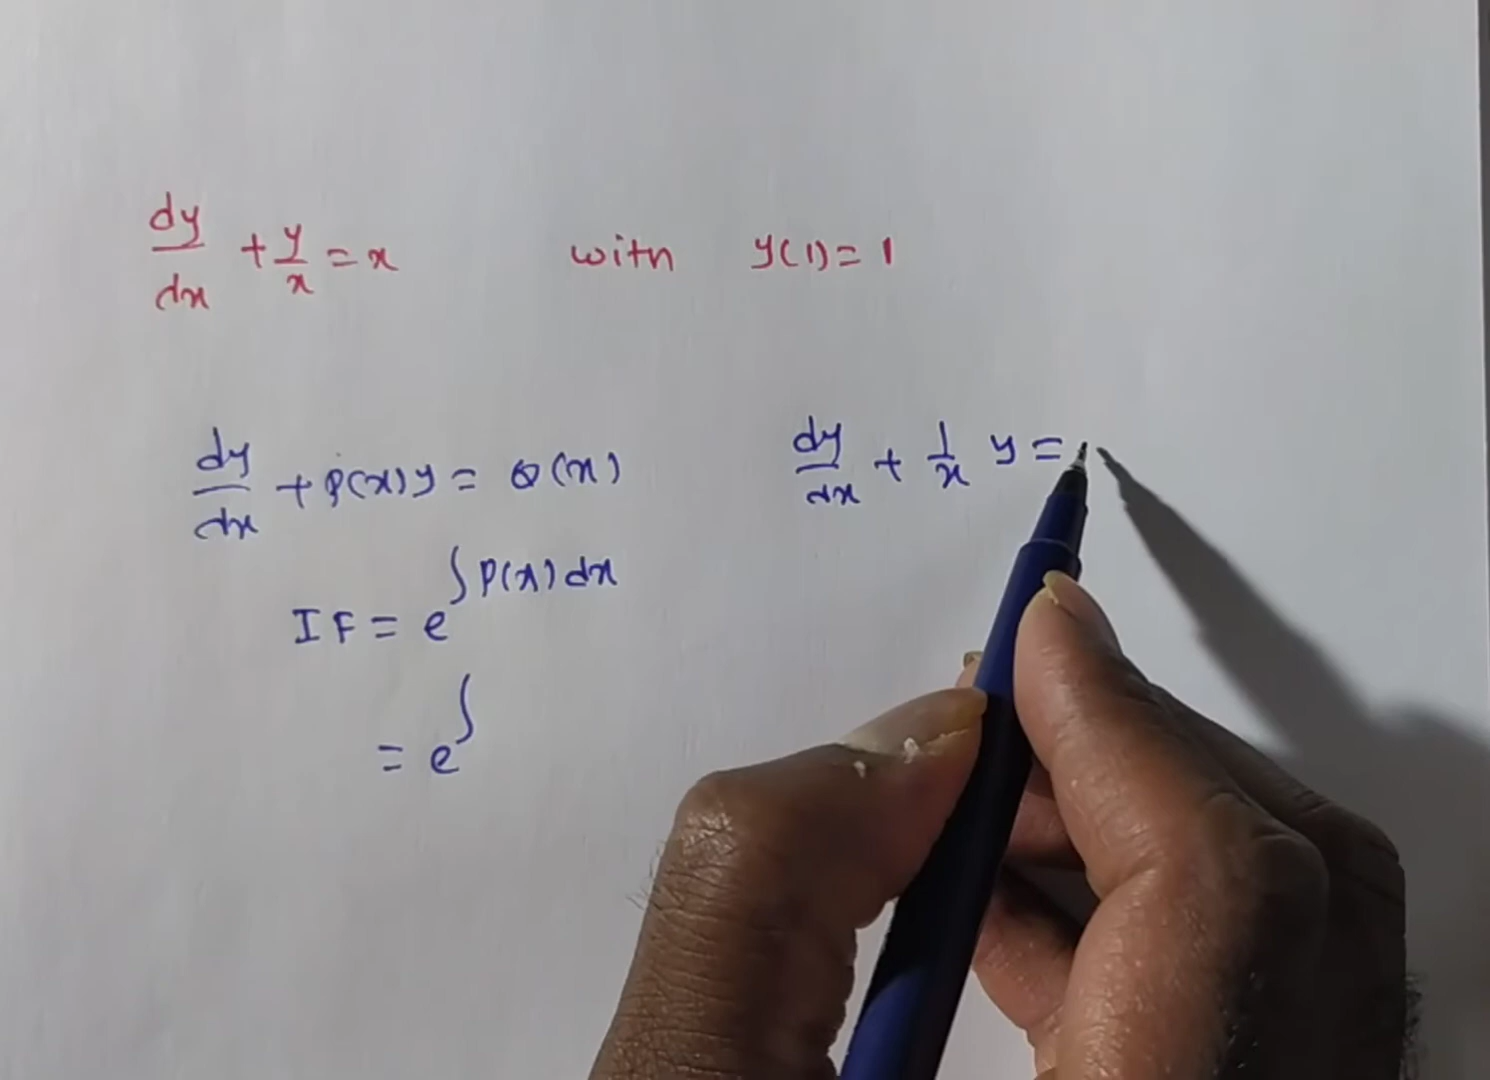 dy/dx + y/x = x with y(1) = 1
dy/dx + P(x)y = Q(x)
dy/dx + 1/x y =
IF = e^∫P(x)dx
= e^∫